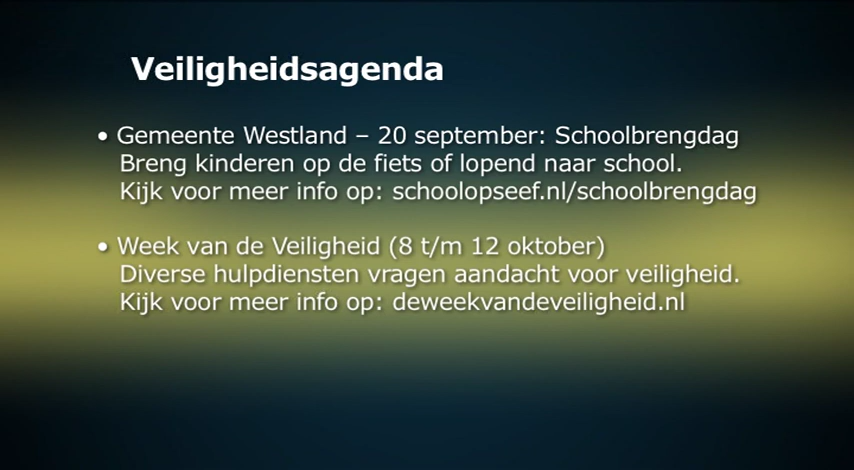 Veiligheidsagenda
• Gemeente Westland – 20 september: Schoolbrengdag
Breng kinderen op de fiets of lopend naar school.
Kijk voor meer info op: schoolopseef.nl/schoolbrengdag
• Week van de Veiligheid (8 t/m 12 oktober)
Diverse hulpdiensten vragen aandacht voor veiligheid.
Kijk voor meer info op: deweekvandeveiligheid.nl